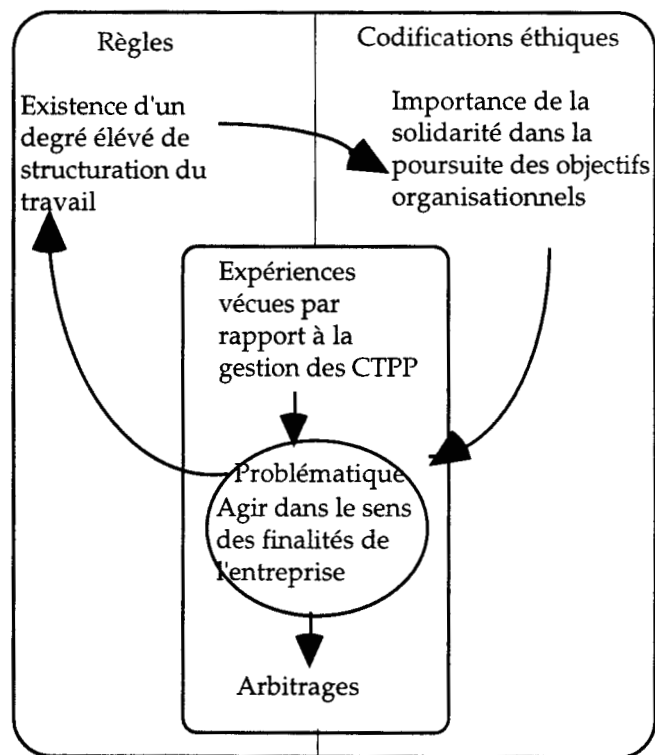 Règles
Codifications éthiques
Existence d'un
degré élévé de
structuration du
travail
Importance de la
solidarité dans la
poursuite des objectifs
organisationnels
Expériences
vécues par
rapport à la
gestion des CTPP
Problématique
Agir dans le sens
des finalités de
l'entreprise
Arbitrages